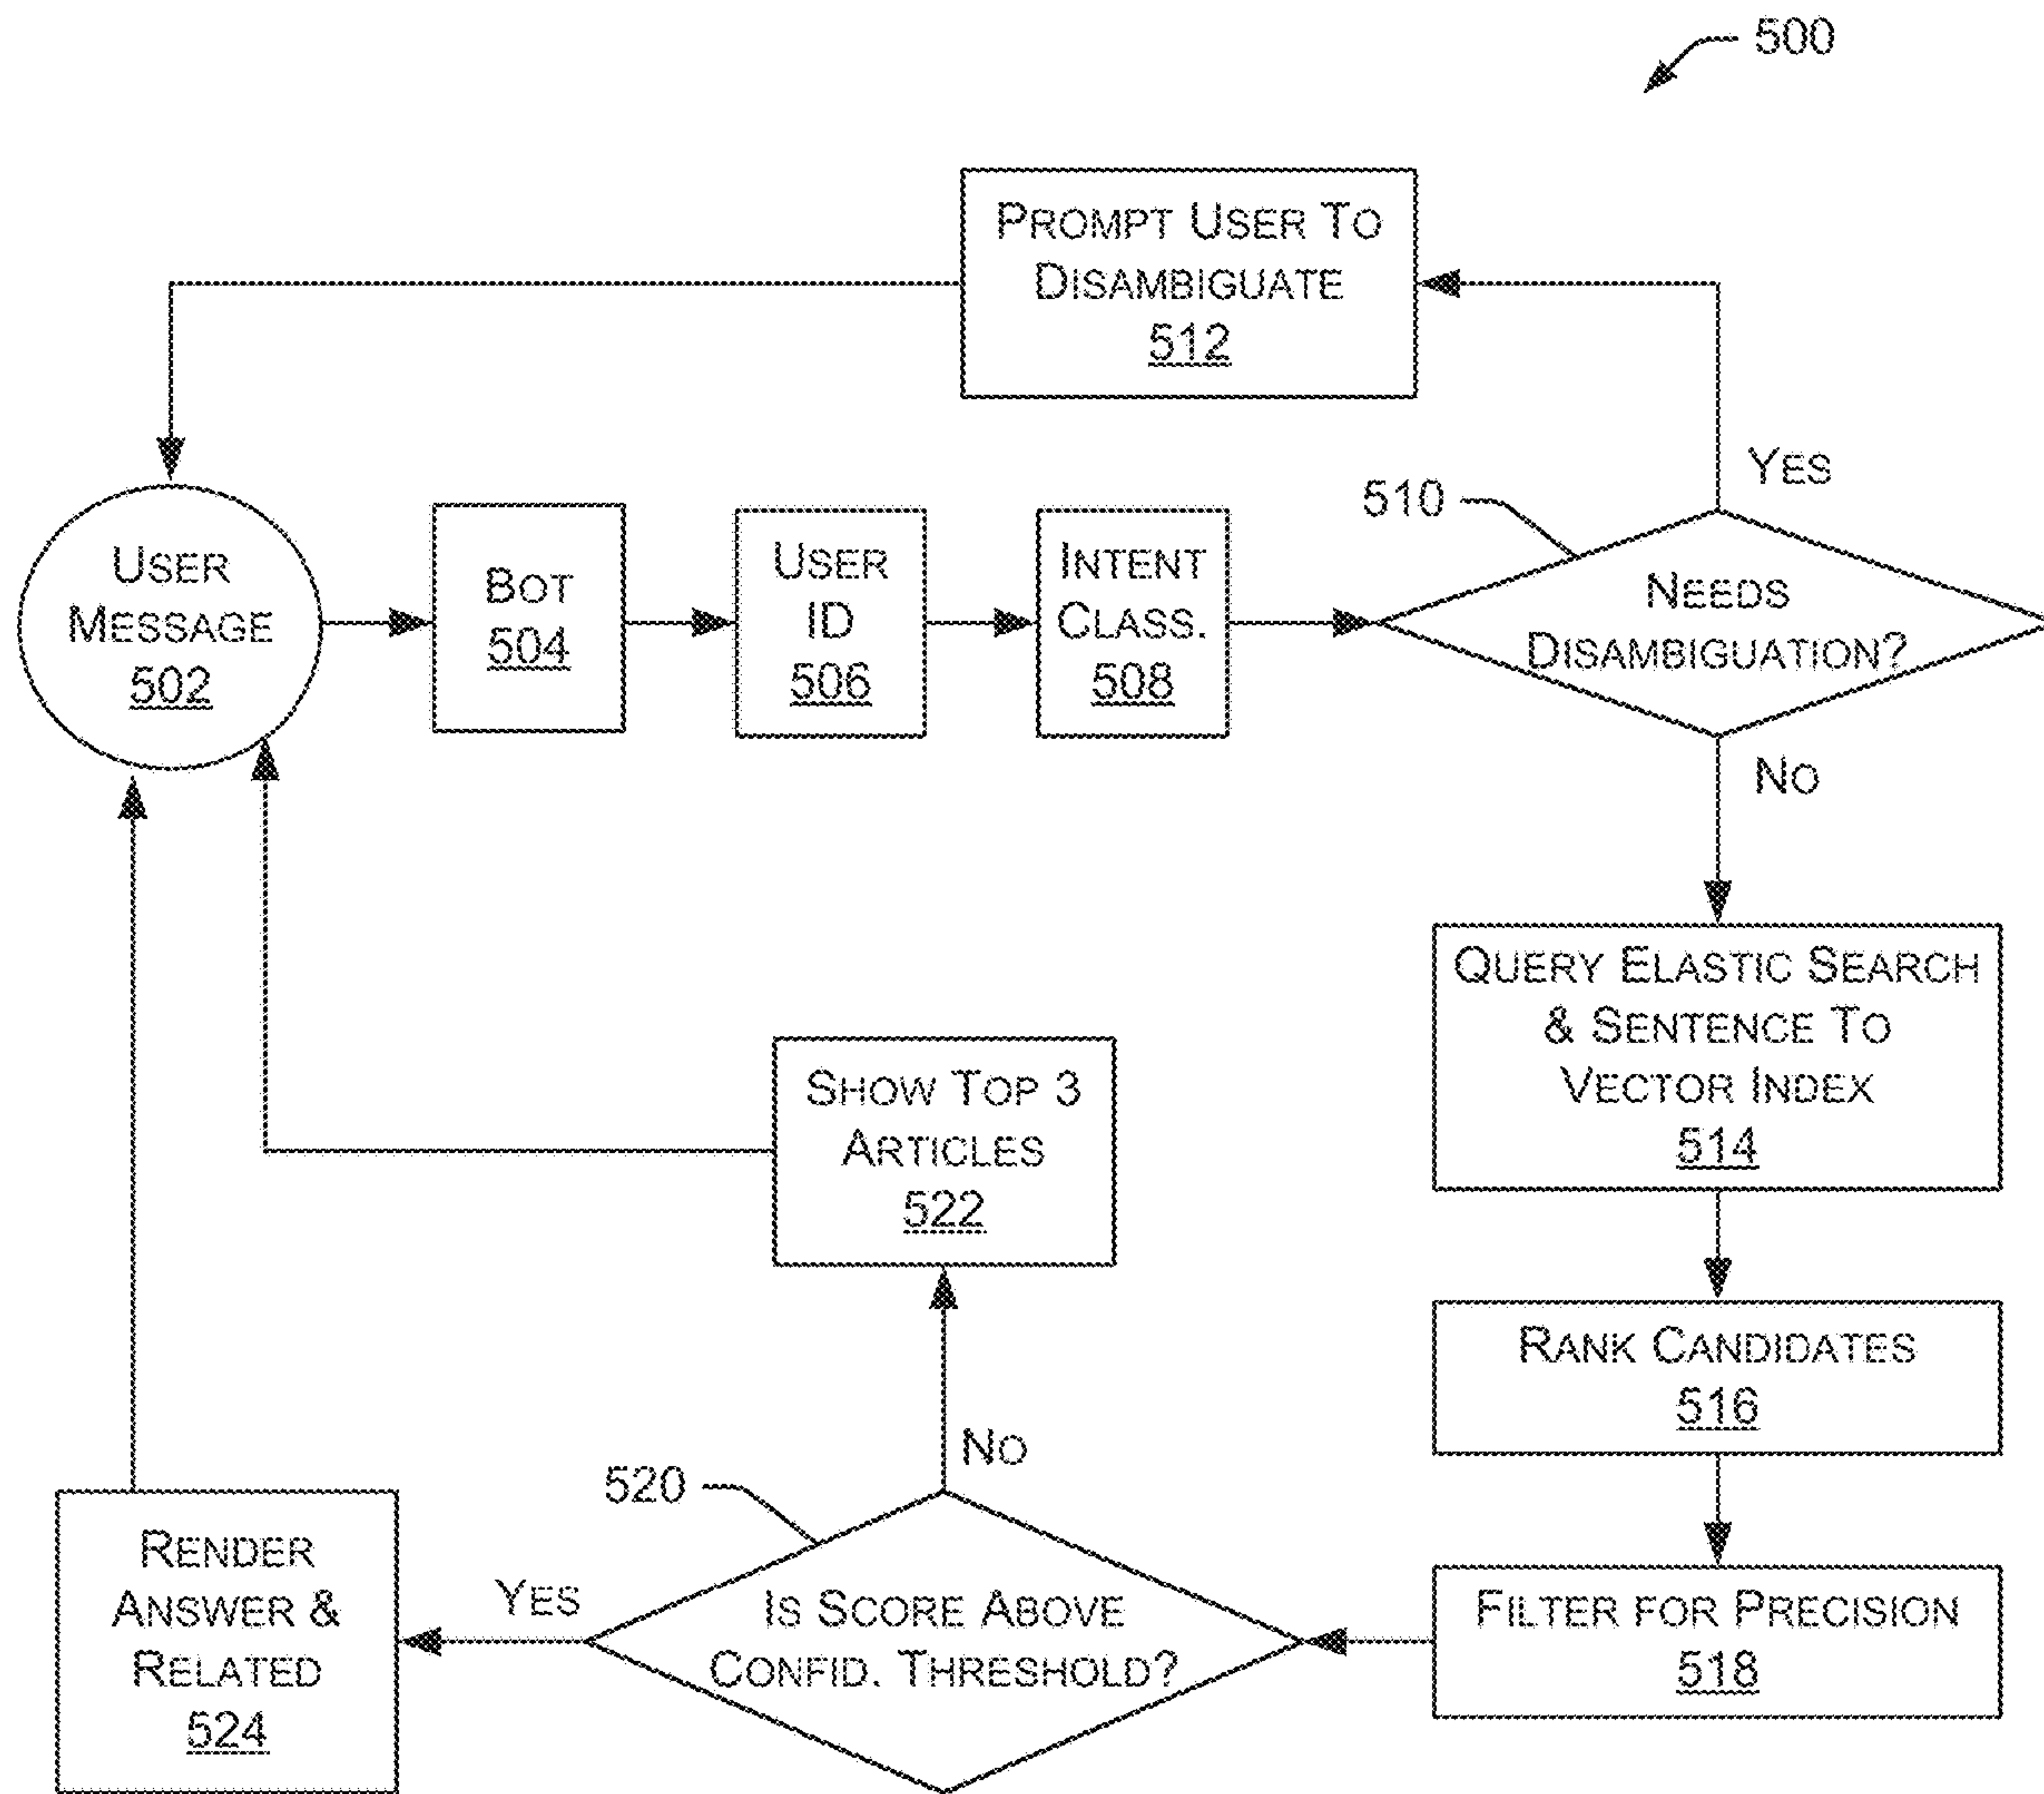 500
PROMPT USER TO
DISAMBIGUATE
512
YES
510
USER
MESSAGE
502
BOT
504
USER
ID
506
INTENT
CLASS.
508
NEEDS
DISAMBIGUATION?
NO
QUERY ELASTIC SEARCH
& SENTENCE TO
VECTOR INDEX
514
SHOW TOP 3
ARTICLES
522
RANK CANDIDATES
516
NO
520
RENDER
ANSWER &
RELATED
524
YES
IS SCORE ABOVE
CONFID. THRESHOLD?
FILTER FOR PRECISION
518